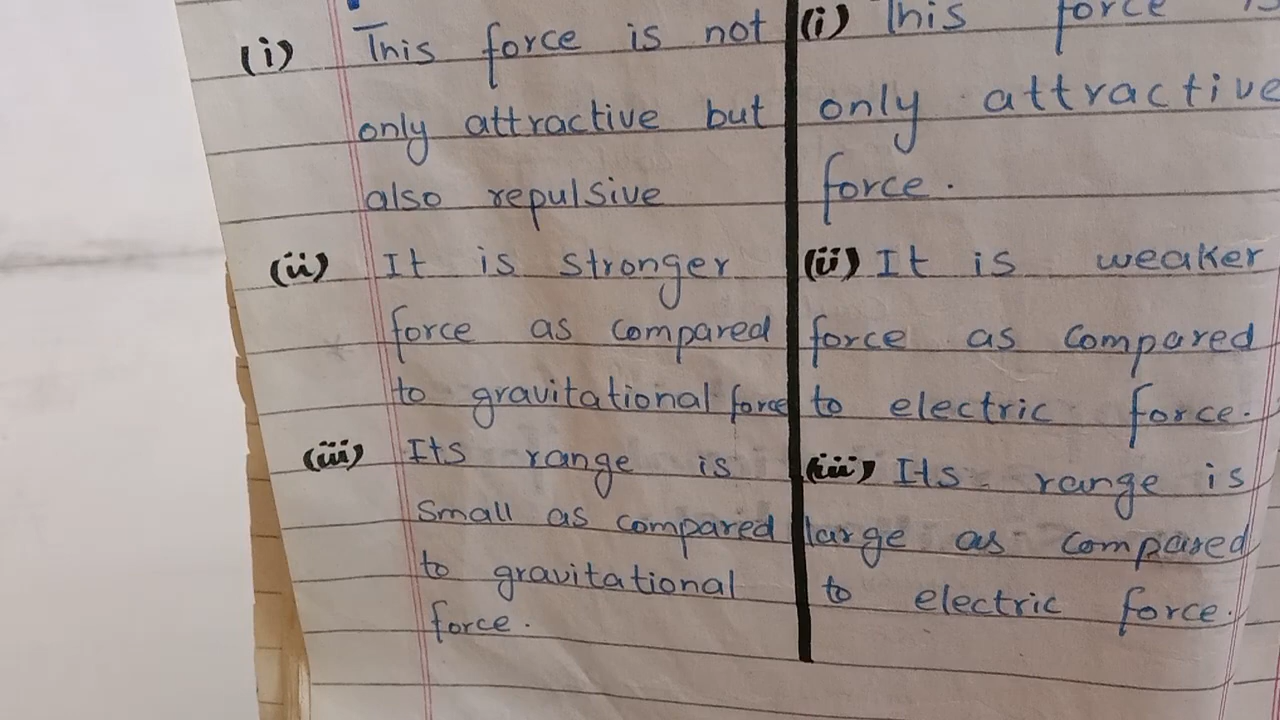 (i) This force is not
only attractive but
also repulsive
(ii) It is stronger
force as compared
to gravitational force
(iii) Its range is
Small as compared
to gravitational
force.
(i) This force is
only attractive
force.
(ii) It is weaker
force as compared
to electric force.
(iii) Its range is
large as compared
to electric force.